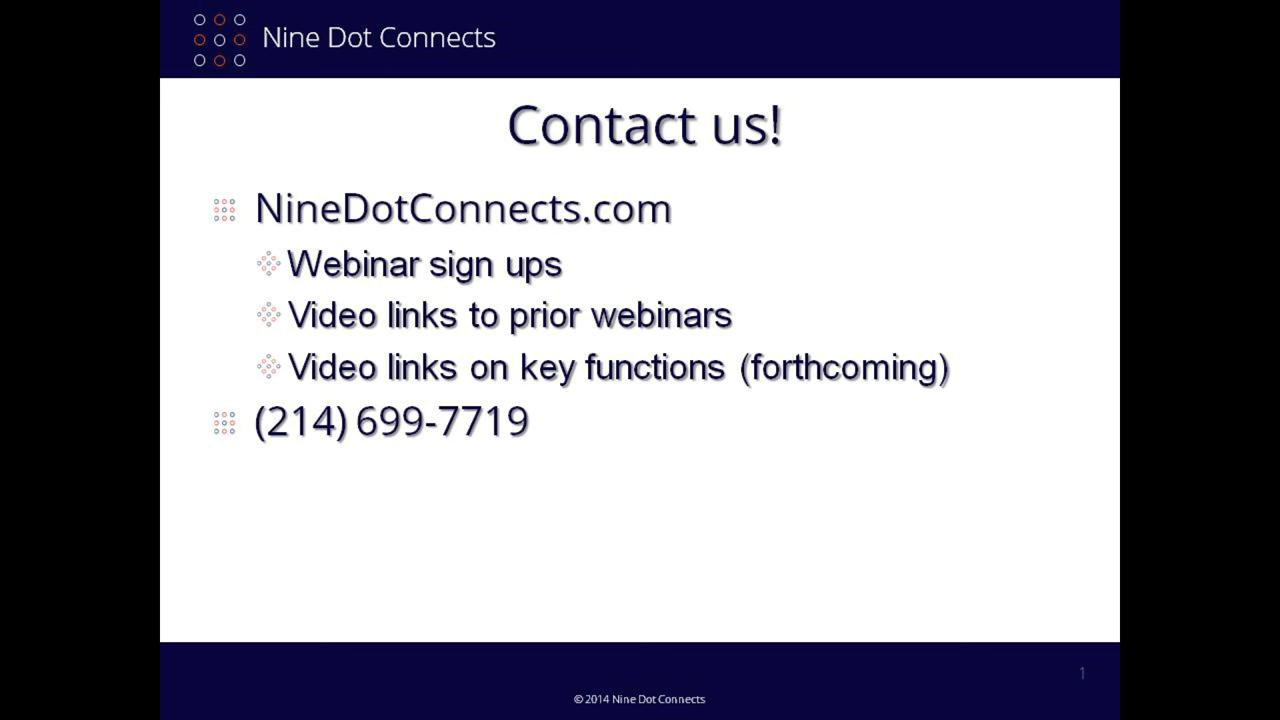 Nine Dot Connects
Contact us!
NineDotConnects.com
Webinar sign ups
Video links to prior webinars
Video links on key functions (forthcoming)
(214) 699-7719
1
© 2014 Nine Dot Connects